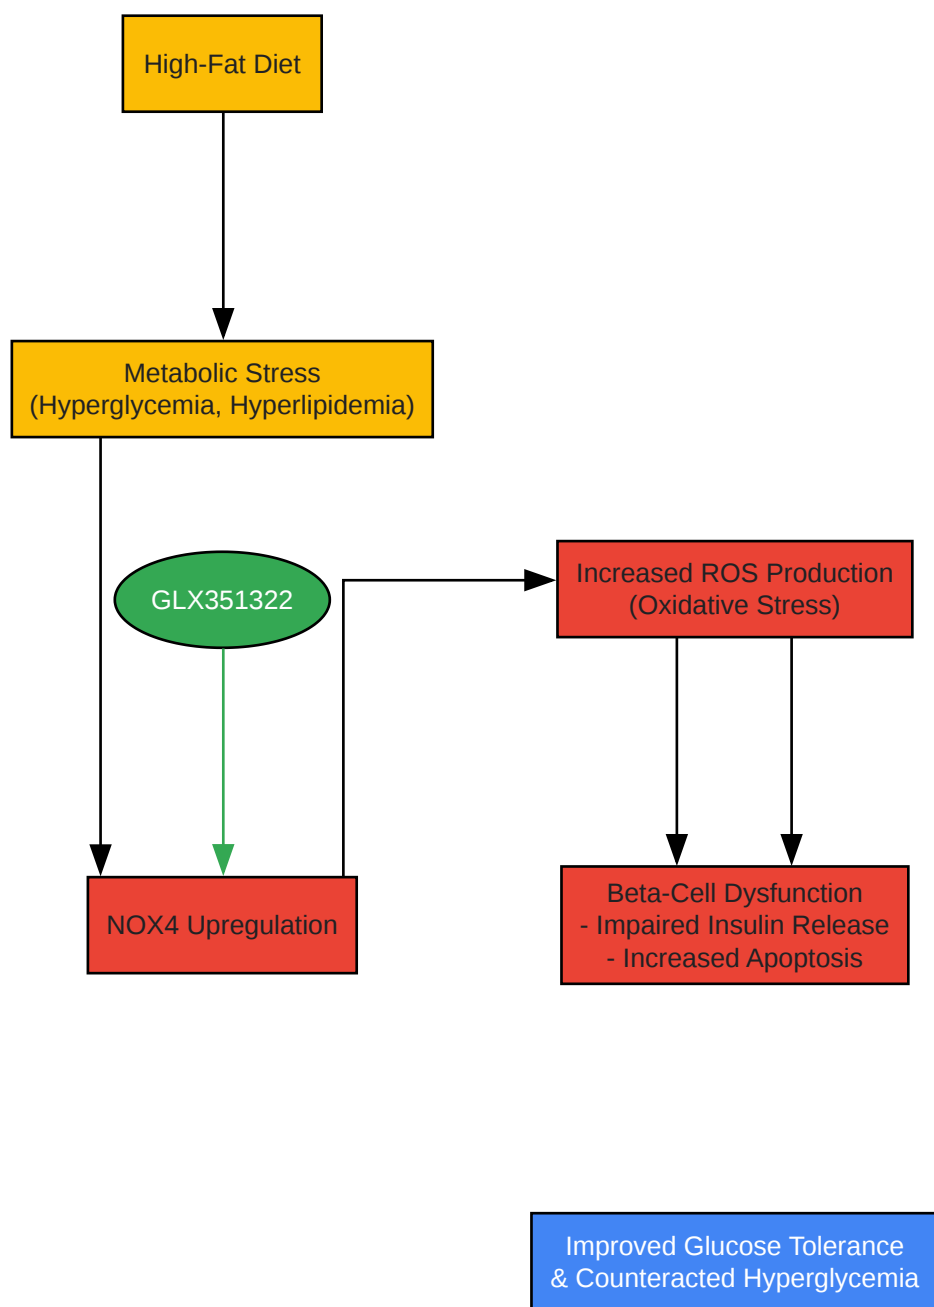 High-Fat Diet
Metabolic Stress
(Hyperglycemia, Hyperlipidemia)
GLX351322
Increased ROS Production
(Oxidative Stress)
NOX4 Upregulation
Beta-Cell Dysfunction
- Impaired Insulin Release
- Increased Apoptosis
Improved Glucose Tolerance
& Counteracted Hyperglycemia